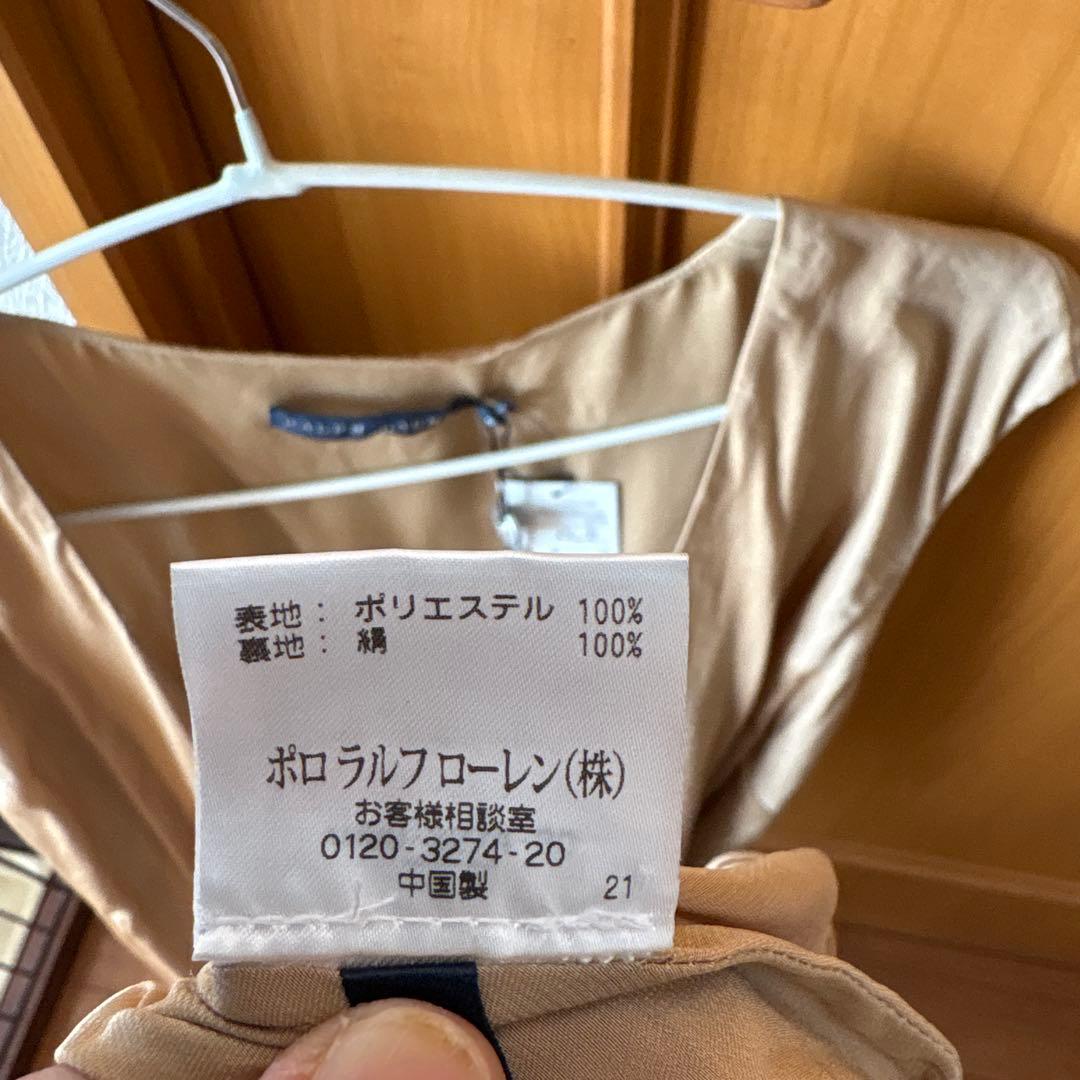 RALPH
表地： ポリエステル 100%
裏地： 絹 100%
ポロ ラルフ ローレン(株)
お客様相談室
0120-3274-20
中国製 21